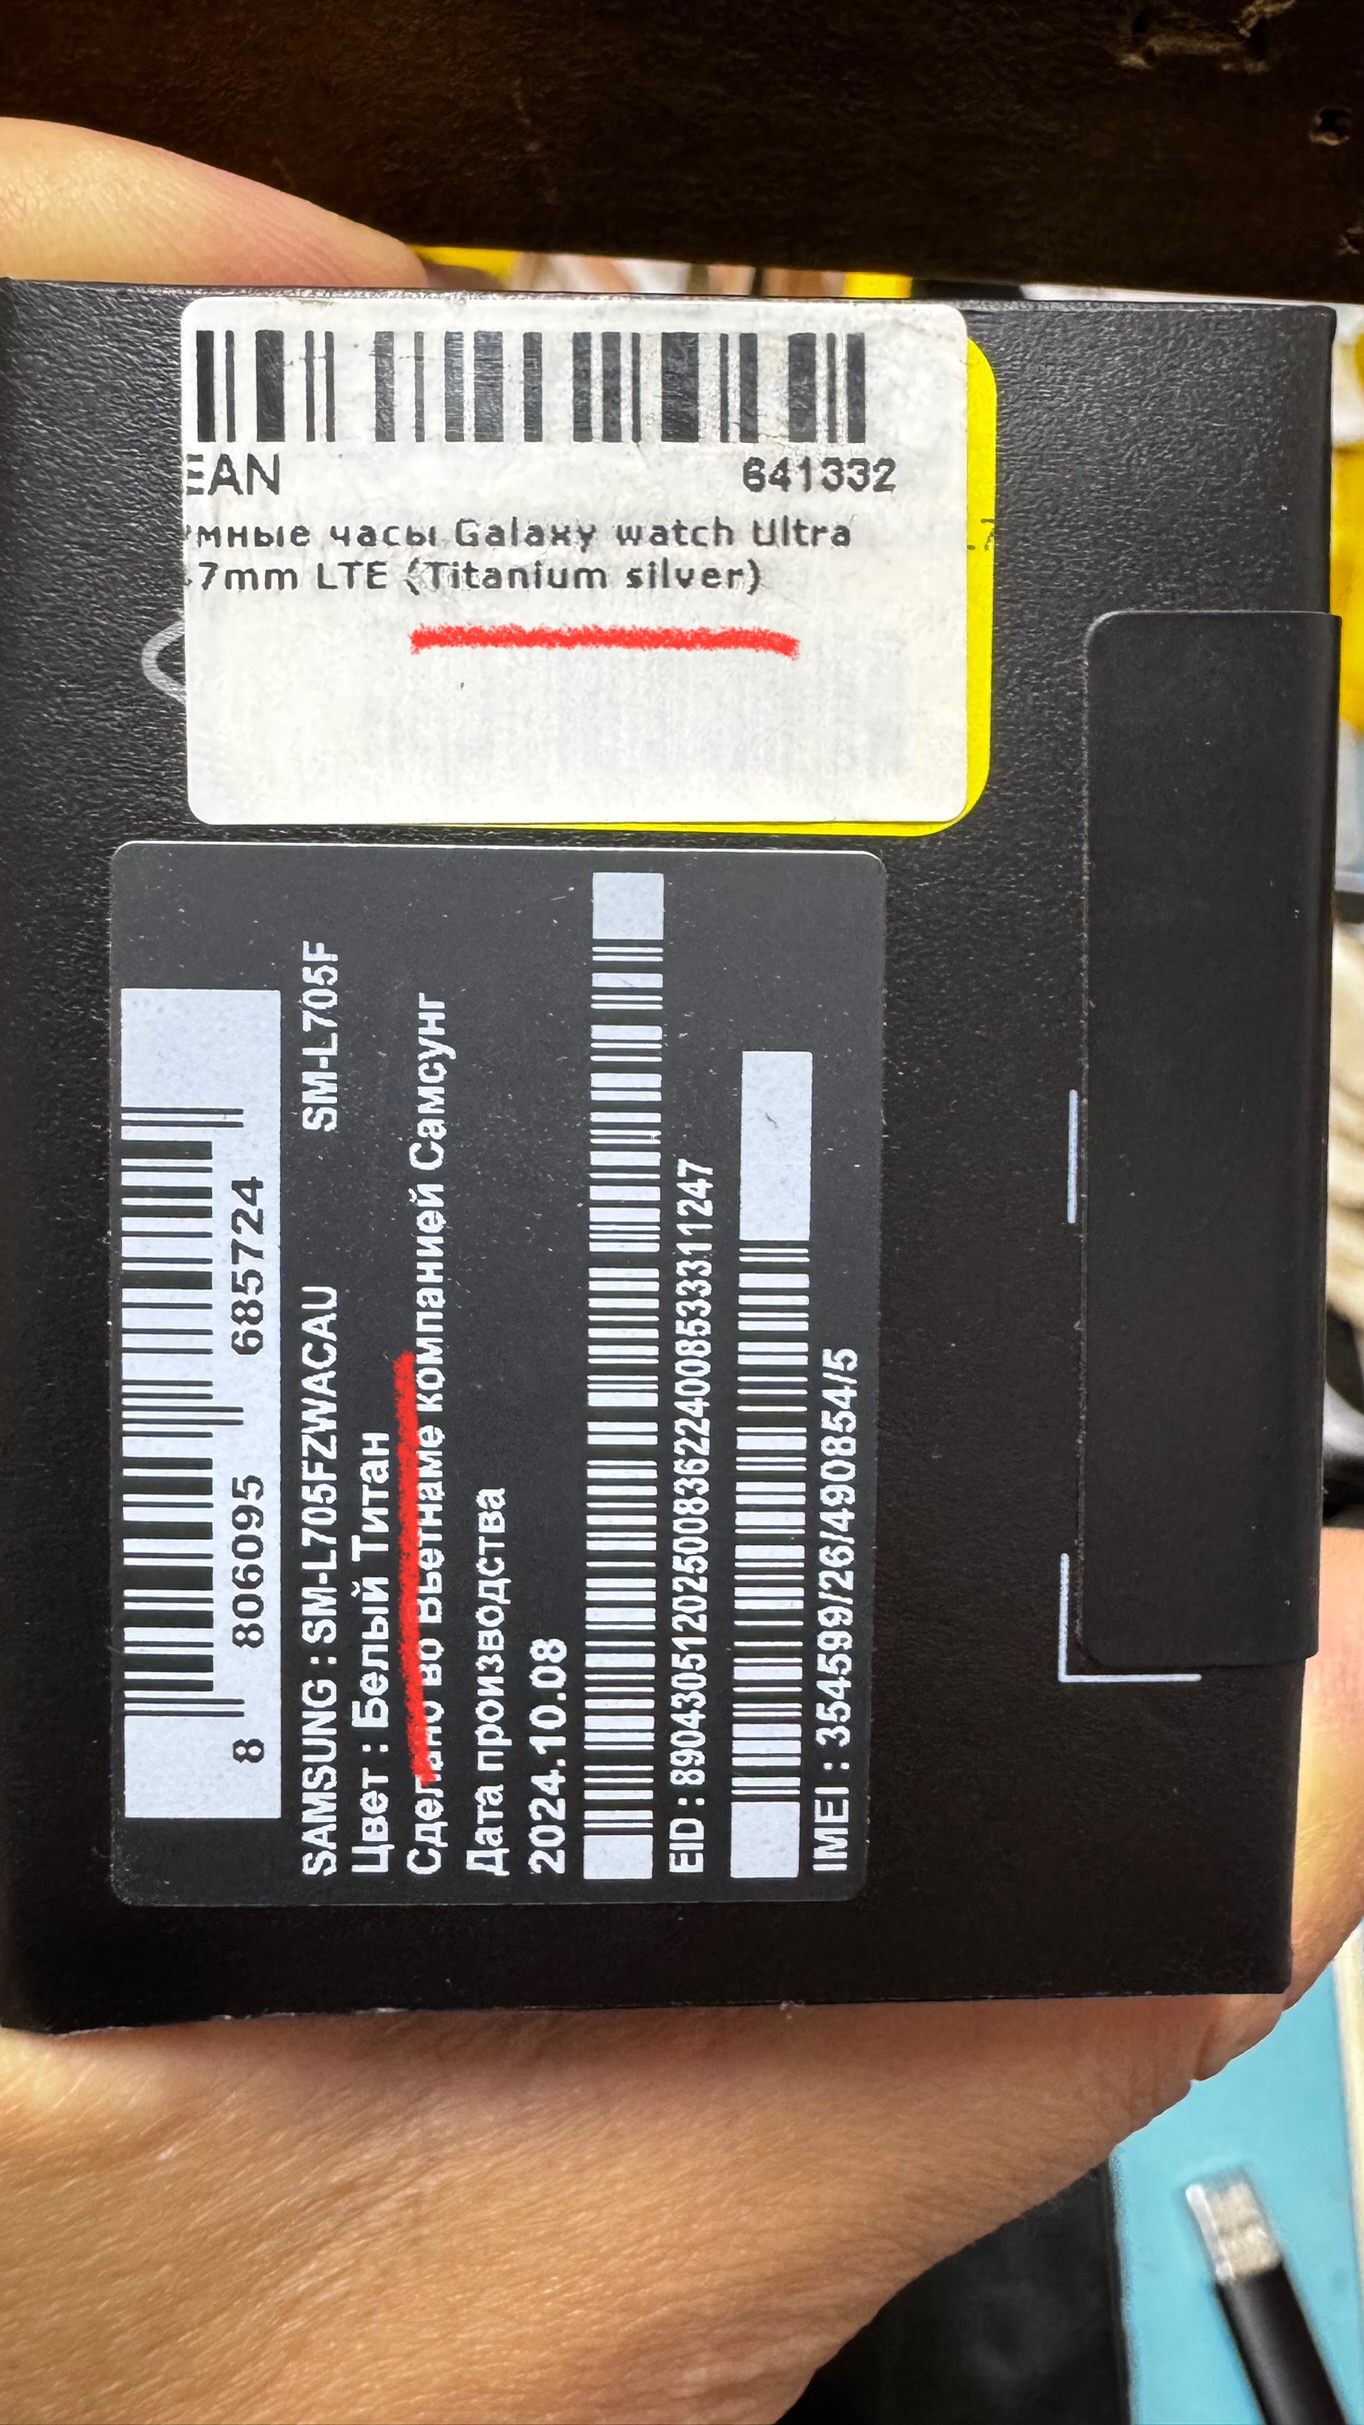 EAN 641332
умные часы Galaxy watch Ultra
47mm LTE (Titanium silver)
L7
8 806095 685724
SAMSUNG : SM-L705FZWACAU SM-L705F
Цвет : Белый Титан
Сделано во Вьетнаме компанией Самсунг
Дата производства
2024.10.08
EID : 89043051202500836224008533311247
IMEI : 354599/26/490854/5